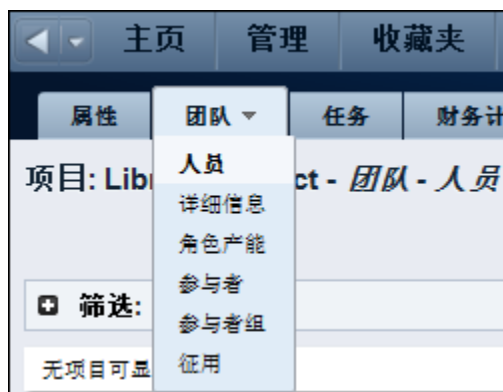 主页 管理 收藏夹
属性 团队 任务 财务计
人员
项目: Lib ct - 团队 - 人员
详细信息
角色产能
参与者
筛选:
参与者组
征用
无项目可显